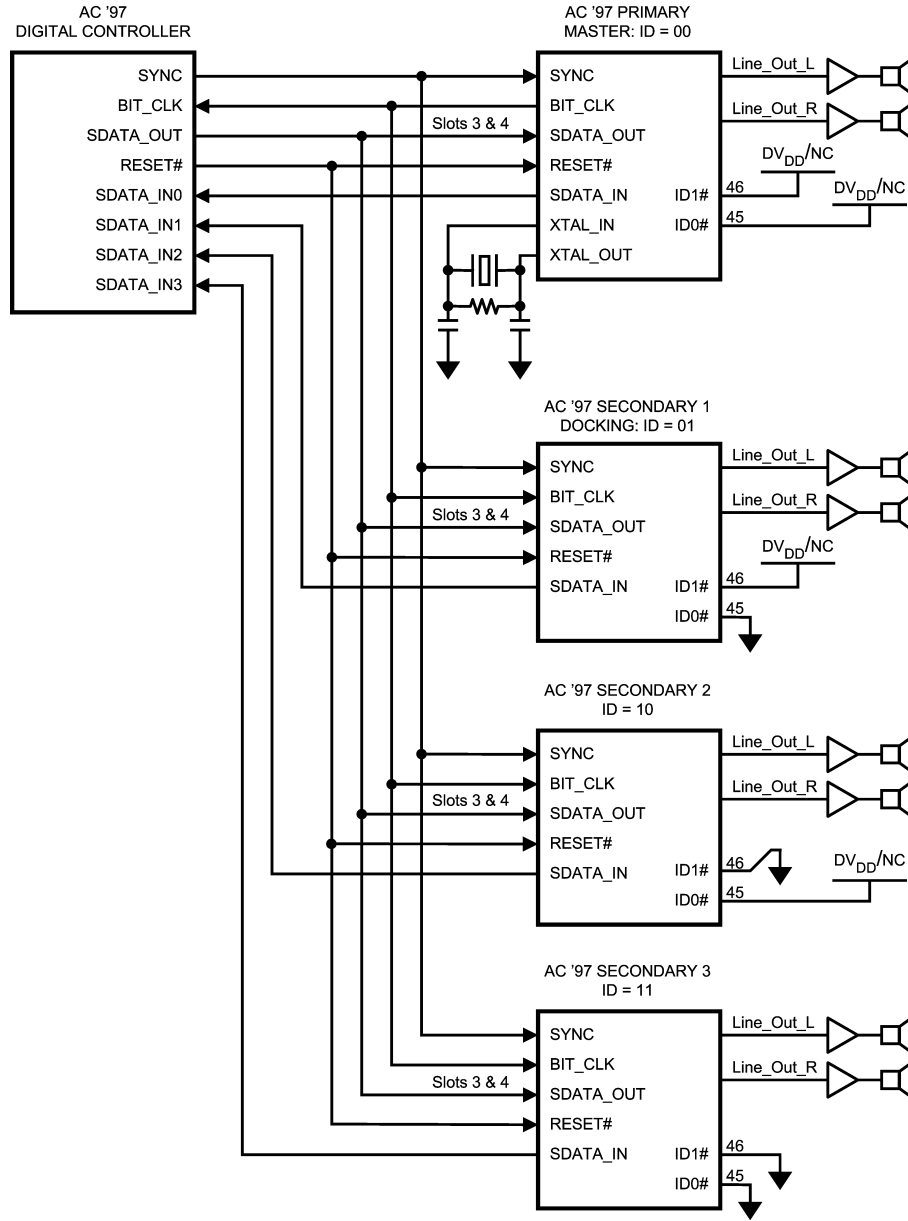 AC '97
DIGITAL CONTROLLER
SYNC
BIT_CLK
SDATA_OUT
RESET#
SDATA_IN0
SDATA_IN1
SDATA_IN2
SDATA_IN3
AC '97 PRIMARY
MASTER: ID = 00
Slots 3 & 4
SYNC
BIT_CLK
SDATA_OUT
RESET#
SDATA_IN
XTAL_IN
XTAL_OUT
ID1#
ID0#
46
45
Line_Out_L
Line_Out_R
DVDD/NC
DVDD/NC
AC '97 SECONDARY 1
DOCKING: ID = 01
Slots 3 & 4
SYNC
BIT_CLK
SDATA_OUT
RESET#
SDATA_IN
ID1#
ID0#
46
45
Line_Out_L
Line_Out_R
DVDD/NC
AC '97 SECONDARY 2
ID = 10
Slots 3 & 4
SYNC
BIT_CLK
SDATA_OUT
RESET#
SDATA_IN
ID1#
ID0#
46
45
Line_Out_L
Line_Out_R
DVDD/NC
AC '97 SECONDARY 3
ID = 11
Slots 3 & 4
SYNC
BIT_CLK
SDATA_OUT
RESET#
SDATA_IN
ID1#
ID0#
46
45
Line_Out_L
Line_Out_R